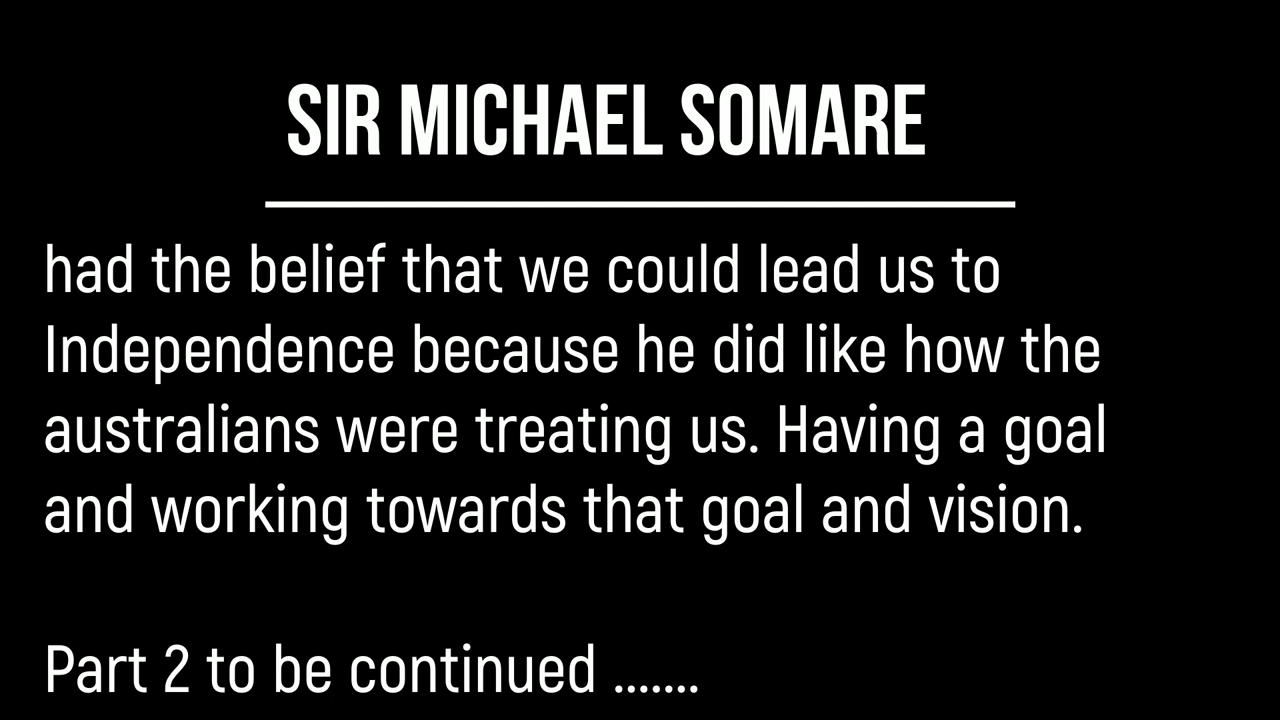 SIR MICHAEL SOMARE
had the belief that we could lead us to
Independence because he did like how the
australians were treating us. Having a goal
and working towards that goal and vision.
Part 2 to be continued .......